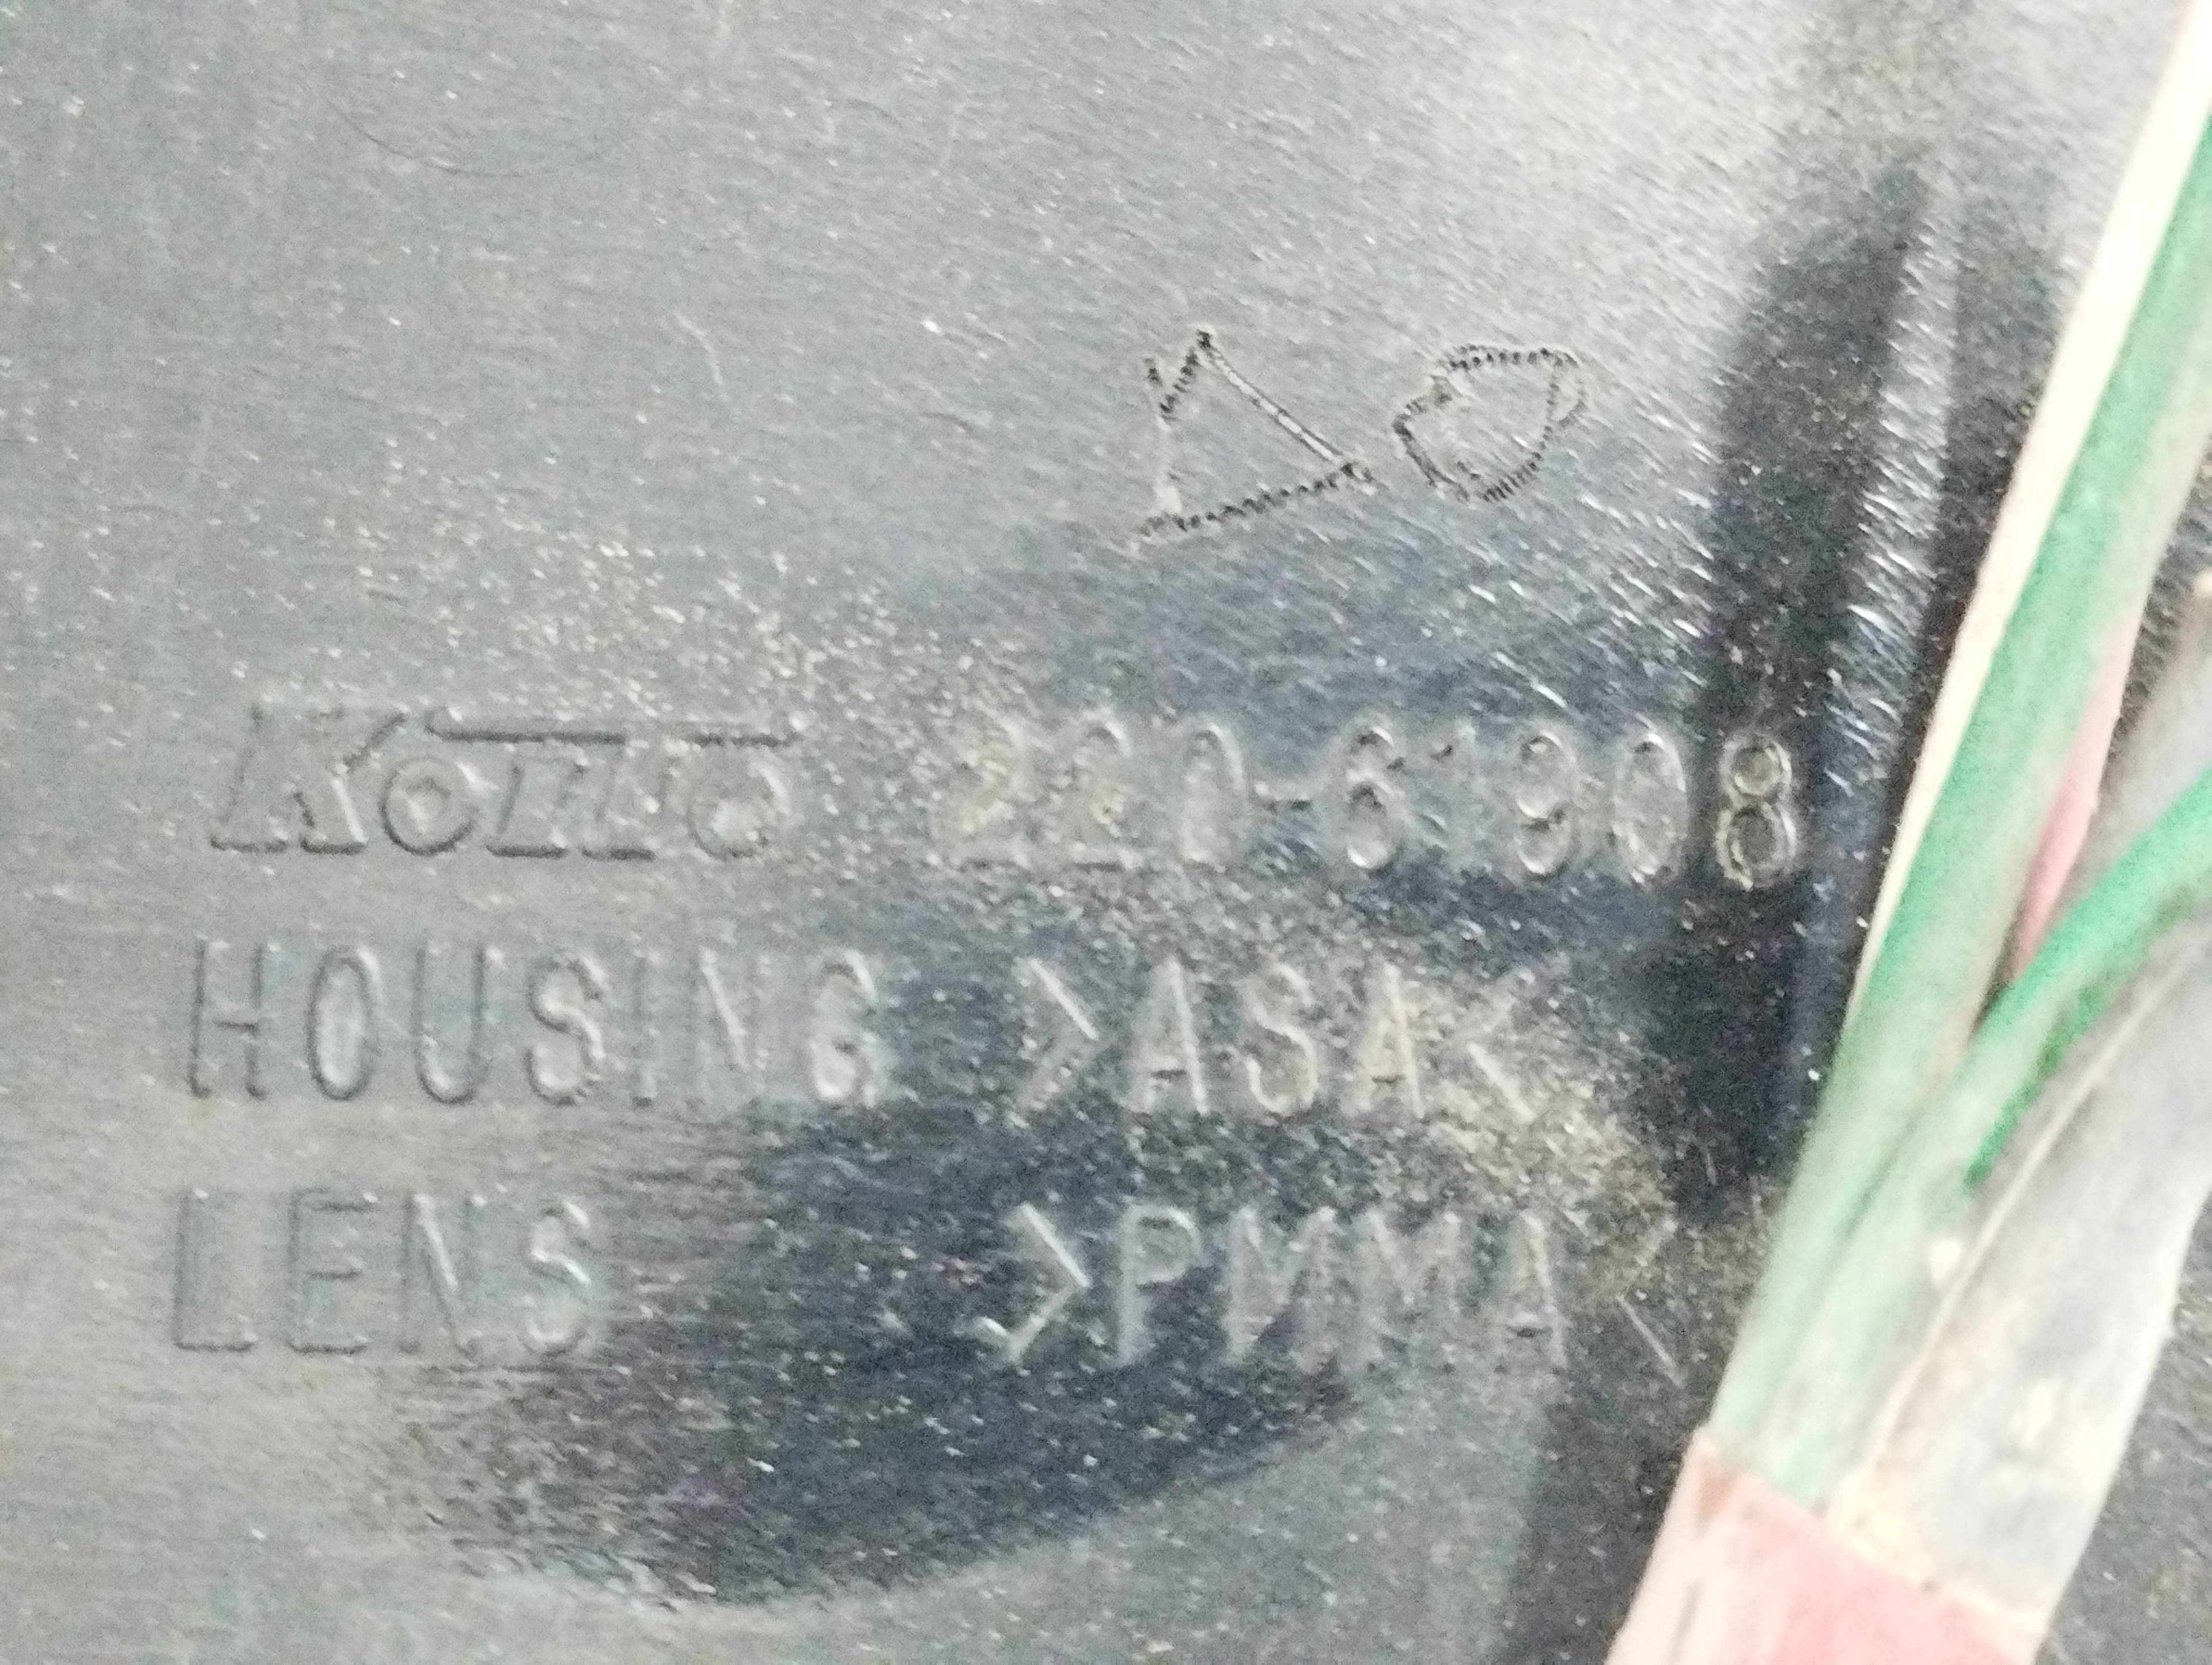 KOITO 220-61908
HOUSING >ASA<
LENS >PMMA<